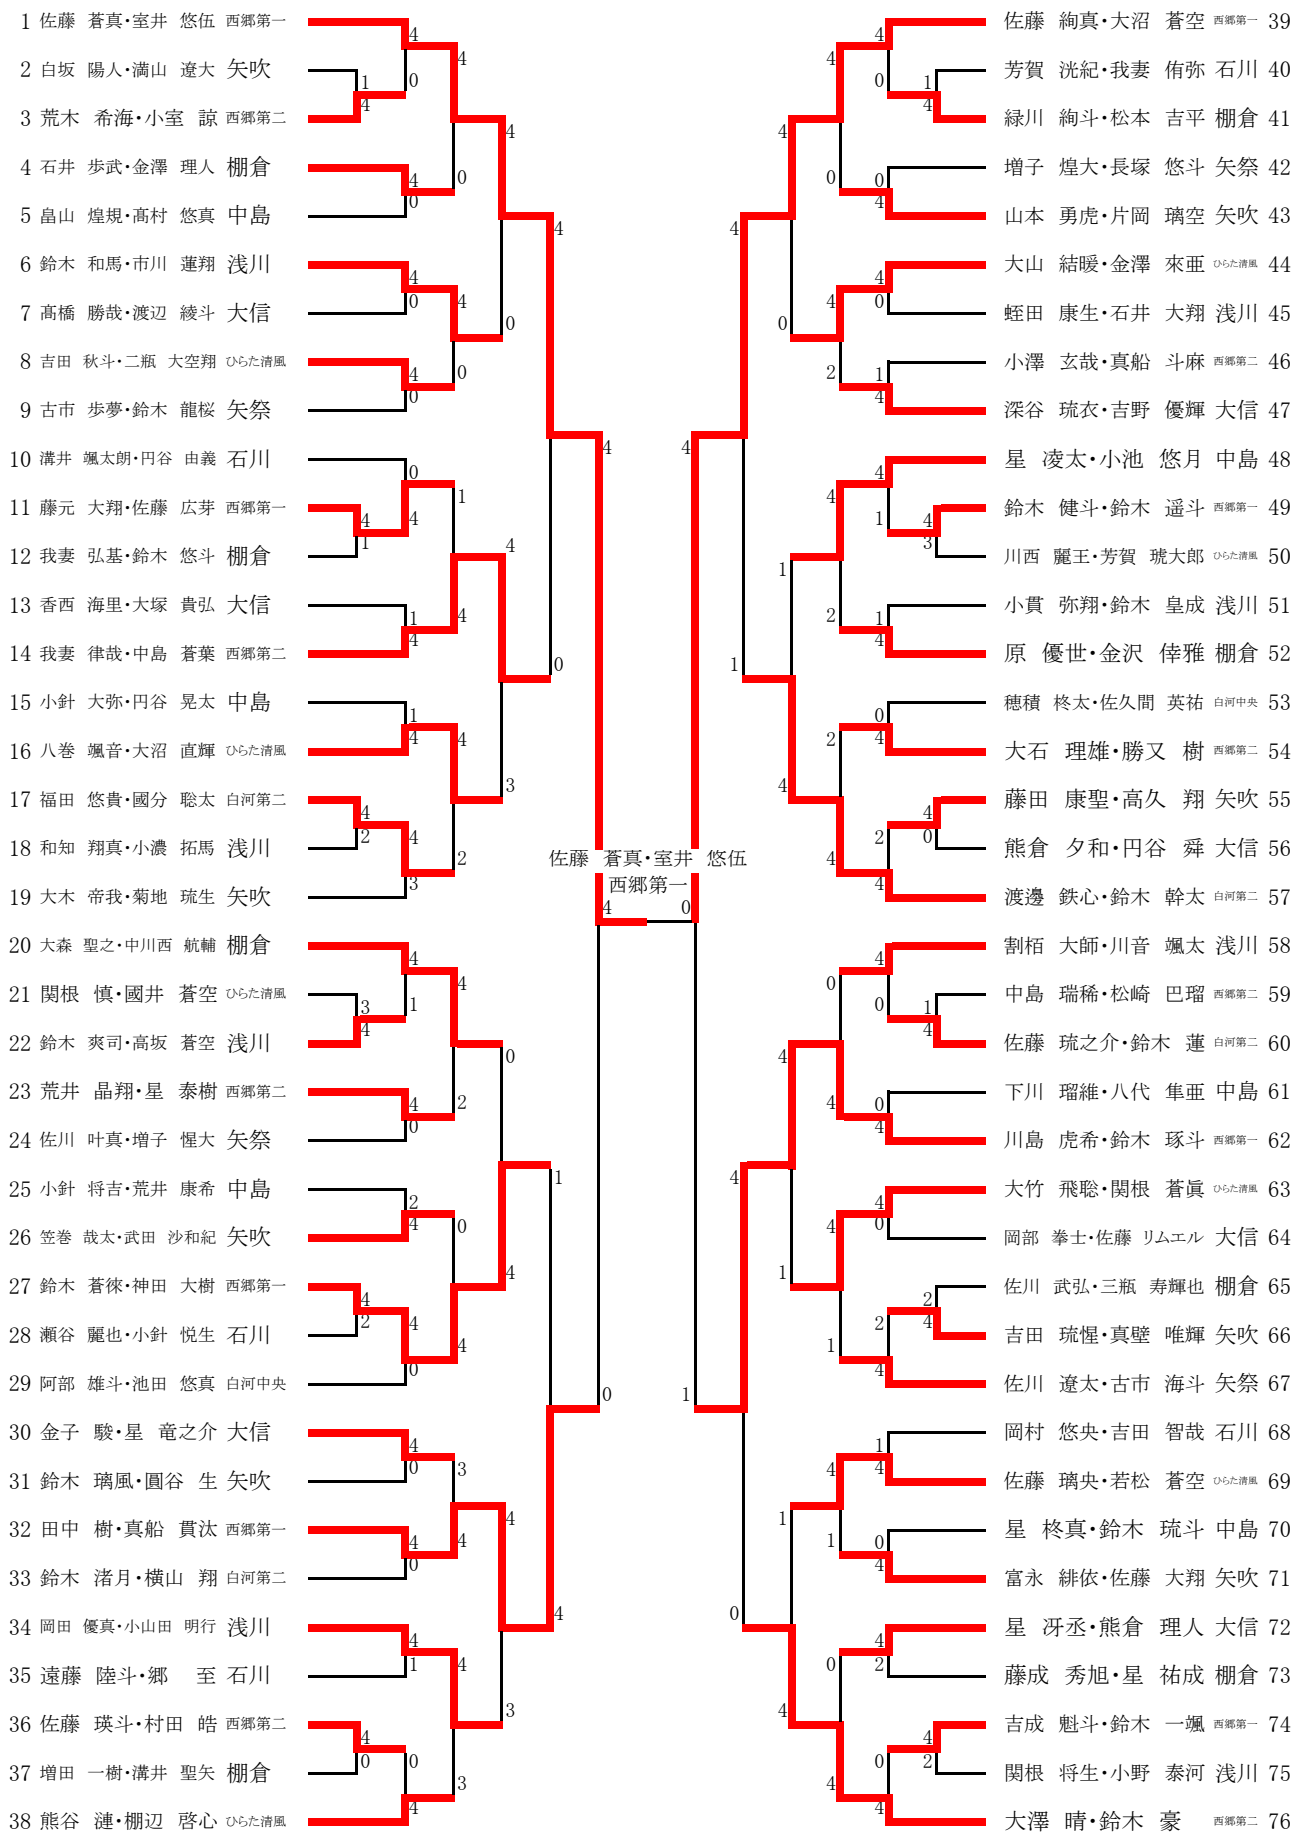 1 佐藤 蒼真・室井 悠伍 西郷第一
2 白坂 陽人・満山 遼大 矢吹
3 荒木 希海・小室 諒 西郷第二
4 石井 歩武・金澤 理人 棚倉
5 畠山 煌規・髙村 悠真 中島
6 鈴木 和馬・市川 蓮翔 浅川
7 髙橋 勝哉・渡辺 綾斗 大信
8 吉田 秋斗・二瓶 大空翔 ひらた清風
9 古市 歩夢・鈴木 龍桜 矢祭
10 溝井 颯太朗・円谷 由義 石川
11 藤元 大翔・佐藤 広芽 西郷第一
12 我妻 弘基・鈴木 悠斗 棚倉
13 香西 海里・大塚 貴弘 大信
14 我妻 律哉・中島 蒼葉 西郷第二
15 小針 大弥・円谷 晃太 中島
16 八巻 颯音・大沼 直輝 ひらた清風
17 福田 悠貴・國分 聡太 白河第二
18 和知 翔真・小濃 拓馬 浅川
19 大木 帝我・菊地 琉生 矢吹
20 大森 聖之・中川西 航輔 棚倉
21 関根 慎・國井 蒼空 ひらた清風
22 鈴木 爽司・高坂 蒼空 浅川
23 荒井 晶翔・星 泰樹 西郷第二
24 佐川 叶真・増子 惺大 矢祭
25 小針 将吉・荒井 康希 中島
26 笠巻 哉太・武田 沙和紀 矢吹
27 鈴木 蒼徠・神田 大樹 西郷第一
28 瀬谷 麗也・小針 悦生 石川
29 阿部 雄斗・池田 悠真 白河中央
30 金子 駿・星 竜之介 大信
31 鈴木 璃風・圓谷 生 矢吹
32 田中 樹・真船 貫汰 西郷第一
33 鈴木 渚月・横山 翔 白河第二
34 岡田 優真・小山田 明行 浅川
35 遠藤 陸斗・郷 至 石川
36 佐藤 瑛斗・村田 皓 西郷第二
37 増田 一樹・溝井 聖矢 棚倉
38 熊谷 漣・棚辺 啓心 ひらた清風
佐藤 蒼真・室井 悠伍
西郷第一
4 0
佐藤 絢真・大沼 蒼空 西郷第一 39
芳賀 洸紀・我妻 侑弥 石川 40
緑川 絢斗・松本 吉平 棚倉 41
増子 煌大・長塚 悠斗 矢祭 42
山本 勇虎・片岡 璃空 矢吹 43
大山 結暖・金澤 來亜 ひらた清風 44
蛭田 康生・石井 大翔 浅川 45
小澤 玄哉・真船 斗麻 西郷第二 46
深谷 琉衣・吉野 優輝 大信 47
星 凌太・小池 悠月 中島 48
鈴木 健斗・鈴木 遥斗 西郷第一 49
川西 麗王・芳賀 琥大郎 ひらた清風 50
小貫 弥翔・鈴木 皇成 浅川 51
原 優世・金沢 倖雅 棚倉 52
穂積 柊太・佐久間 英祐 白河中央 53
大石 理雄・勝又 樹 西郷第二 54
藤田 康聖・高久 翔 矢吹 55
熊倉 夕和・円谷 舜 大信 56
渡邊 鉄心・鈴木 幹太 白河第二 57
割栢 大師・川音 颯太 浅川 58
中島 瑞稀・松崎 巴瑠 西郷第二 59
佐藤 琉之介・鈴木 蓮 白河第二 60
下川 瑠維・八代 隼亜 中島 61
川島 虎希・鈴木 琢斗 西郷第一 62
大竹 飛聡・関根 蒼眞 ひらた清風 63
岡部 拳士・佐藤 リムエル 大信 64
佐川 武弘・三瓶 寿輝也 棚倉 65
吉田 琉惺・真壁 唯輝 矢吹 66
佐川 遼太・古市 海斗 矢祭 67
岡村 悠央・吉田 智哉 石川 68
佐藤 璃央・若松 蒼空 ひらた清風 69
星 柊真・鈴木 琉斗 中島 70
富永 緋依・佐藤 大翔 矢吹 71
星 冴丞・熊倉 理人 大信 72
藤成 秀旭・星 祐成 棚倉 73
吉成 魁斗・鈴木 一颯 西郷第一 74
関根 将生・小野 泰河 浅川 75
大澤 晴・鈴木 豪 西郷第二 76